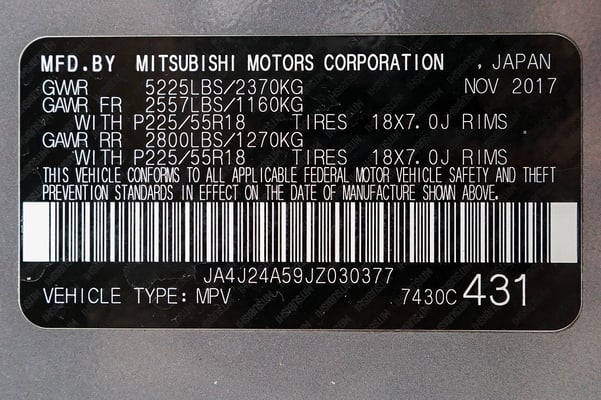 MFD.BY MITSUBISHI MOTORS CORPORATION , JAPAN
GWWR 5225LBS/2370KG NOV 2017
GAWR FR 2557LBS/1160KG
WITH P225/55R18 TIRES 18X7.0J RIMS
GAWR RR 2800LBS/1270KG
WITH P225/55R18 TIRES 18X7.0J RIMS
THIS VEHICLE CONFORMS TO ALL APPLICABLE FEDERAL MOTOR VEHICLE SAFETY AND THEFT
PREVENTION STANDARDS IN EFFECT ON THE DATE OF MANUFACTURE SHOWN ABOVE.
JA4J24A59JZ030377
VEHICLE TYPE: MPV 7430C 431